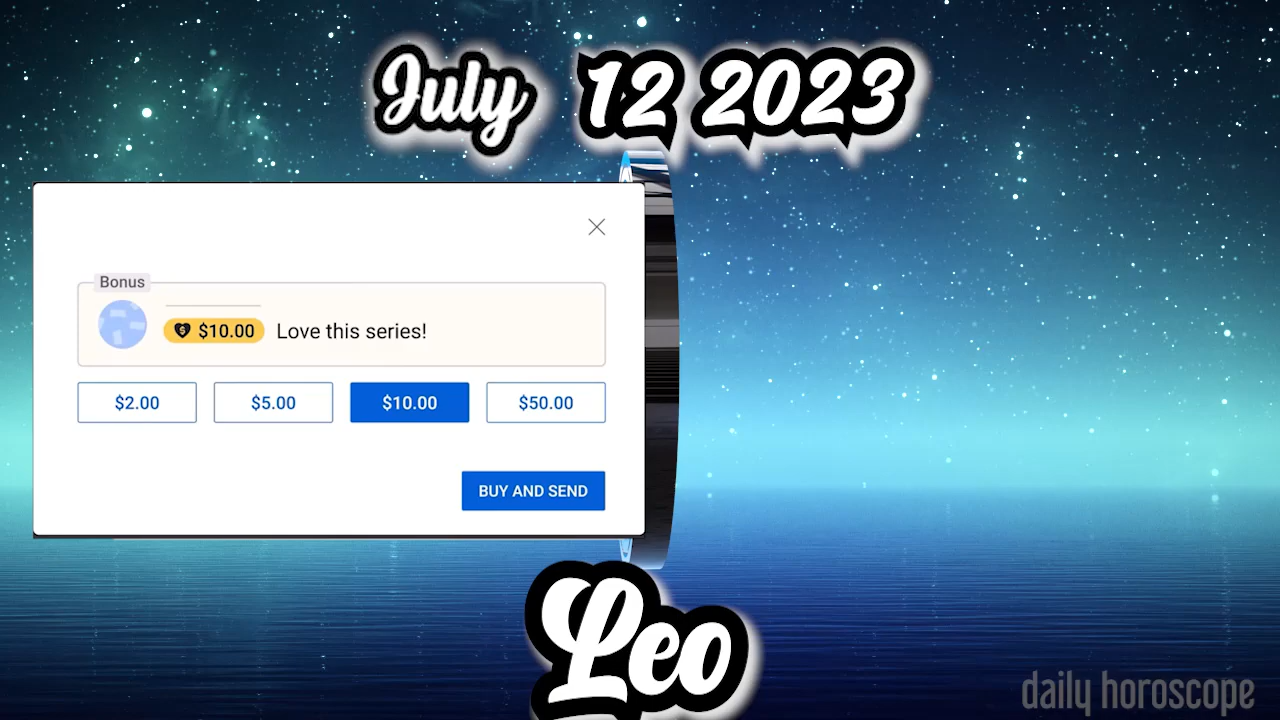 July 12 2023
Bonus
$10.00 Love this series!
$2.00 $5.00 $10.00 $50.00
BUY AND SEND
Leo
daily horoscope